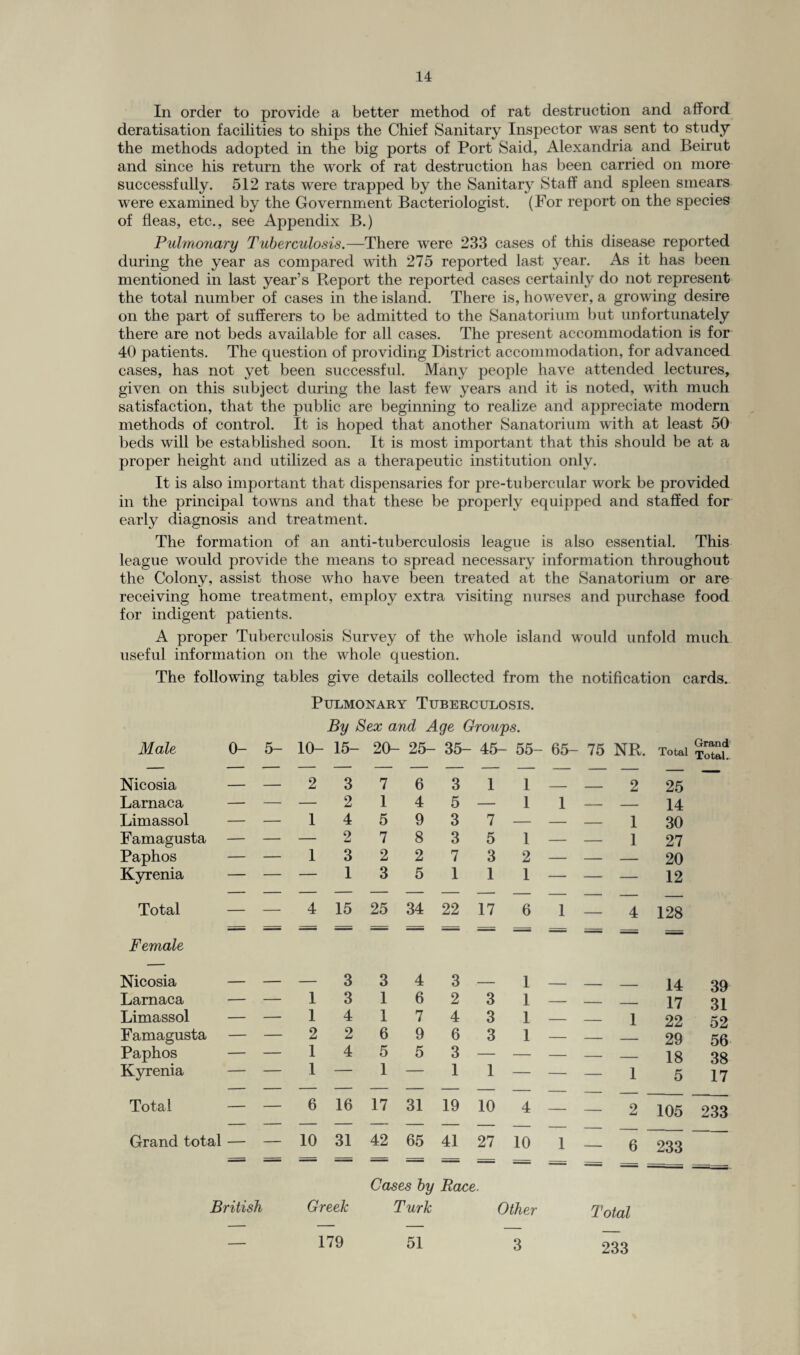 14
In order to provide a better method of rat destruction and afford
deratisation facilities to ships the Chief Sanitary Inspector was sent to study
the methods adopted in the big ports of Port Said, Alexandria and Beirut
and since his return the work of rat destruction has been carried on more
successfully. 512 rats were trapped by the Sanitary Staff and spleen smears
were examined by the Government Bacteriologist. (For report on the species
of fleas, etc., see Appendix B.)
Pulmonary Tuberculosis.—There were 233 cases of this disease reported
during the year as compared with 275 reported last year. As it has been
mentioned in last year's Report the reported cases certainly do not represent
the total number of cases in the island. There is, however, a growing desire
on the part of sufferers to be admitted to the Sanatorium but unfortunately
there are not beds available for all cases. The present accommodation is for
40 patients. The question of providing District accommodation, for advanced
cases, has not yet been successful. Many people have attended lectures,
given on this subject during the last few years and it is noted, with much
satisfaction, that the public are beginning to realize and appreciate modern
methods of control. It is hoped that another Sanatorium with at least 50
beds will be established soon. It is most important that this should be at a
proper height and utilized as a therapeutic institution only.
It is also important that dispensaries for pre-tubercular work be provided
in the principal towns and that these be properly equipped and staffed for
early diagnosis and treatment.
The formation of an anti-tuberculosis league is also essential. This
league would provide the means to spread necessary information throughout
the Colony, assist those who have been treated at the Sanatorium or are
receiving home treatment, employ extra visiting nurses and purchase food
for indigent patients.
A proper Tuberculosis Survey of the whole island would unfold much
useful information on the whole question.
The following tables give details collected from the notification cards.
PULMONARY TUBERCULOSIS.
By Sex and Age Groups.
Male 0– 5– 10– 15– 20– 25– 35– 45– 55– 65– 75 NR. Total Grand Total.
Nicosia — — 2 3 7 6 3 1 1 — — 2 25
Larnaca — — — 2 1 4 5 — 1 1 — — 14
Limassol — — 1 4 5 9 3 7 — — — 1 30
Famagusta — — — 2 7 8 3 5 1 — — 1 27
Paphos — — 1 3 2 2 7 3 2 — — — 20
Kyrenia — — — 1 3 5 1 1 1 — — — 12
Total — — 4 15 25 34 22 17 6 1 — 4 128
Female
Nicosia — — — 3 3 4 3 — 1 — — — 14 39
Larnaca — — 1 3 1 6 2 3 1 — — — 17 31
Limassol — — 1 4 1 7 4 3 1 — — 1 22 52
Famagusta — — 2 2 6 9 6 3 1 — — — 29 56
Paphos — — 1 4 5 5 3 — — — — — 18 38
Kyrenia — — 1 — 1 — 1 1 — — — 1 5 17
Total — — 6 16 17 31 19 10 4 — — 2 105 233
Grand total — — 10 31 42 65 41 27 10 1 — 6 233
Cases by Race.
British Greek Turk Other Total
— 179 51 3 233